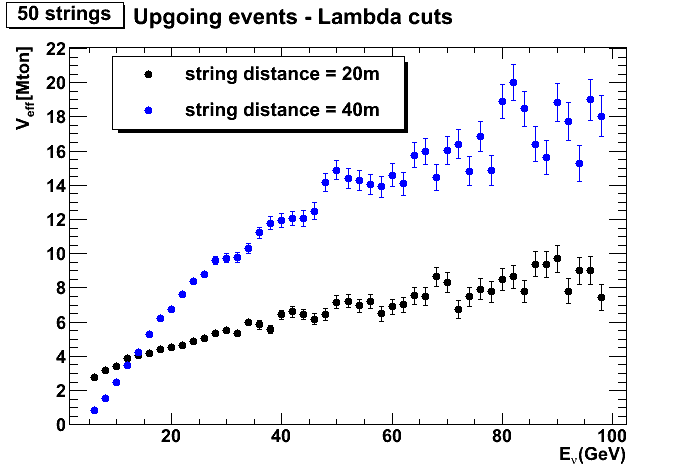 50 strings
Upgoing events - Lambda cuts
V_eff[Mton]
22
20
18
16
14
12
10
8
6
4
2
0
string distance = 20m
string distance = 40m
20
40
60
80
100
E_ν(GeV)